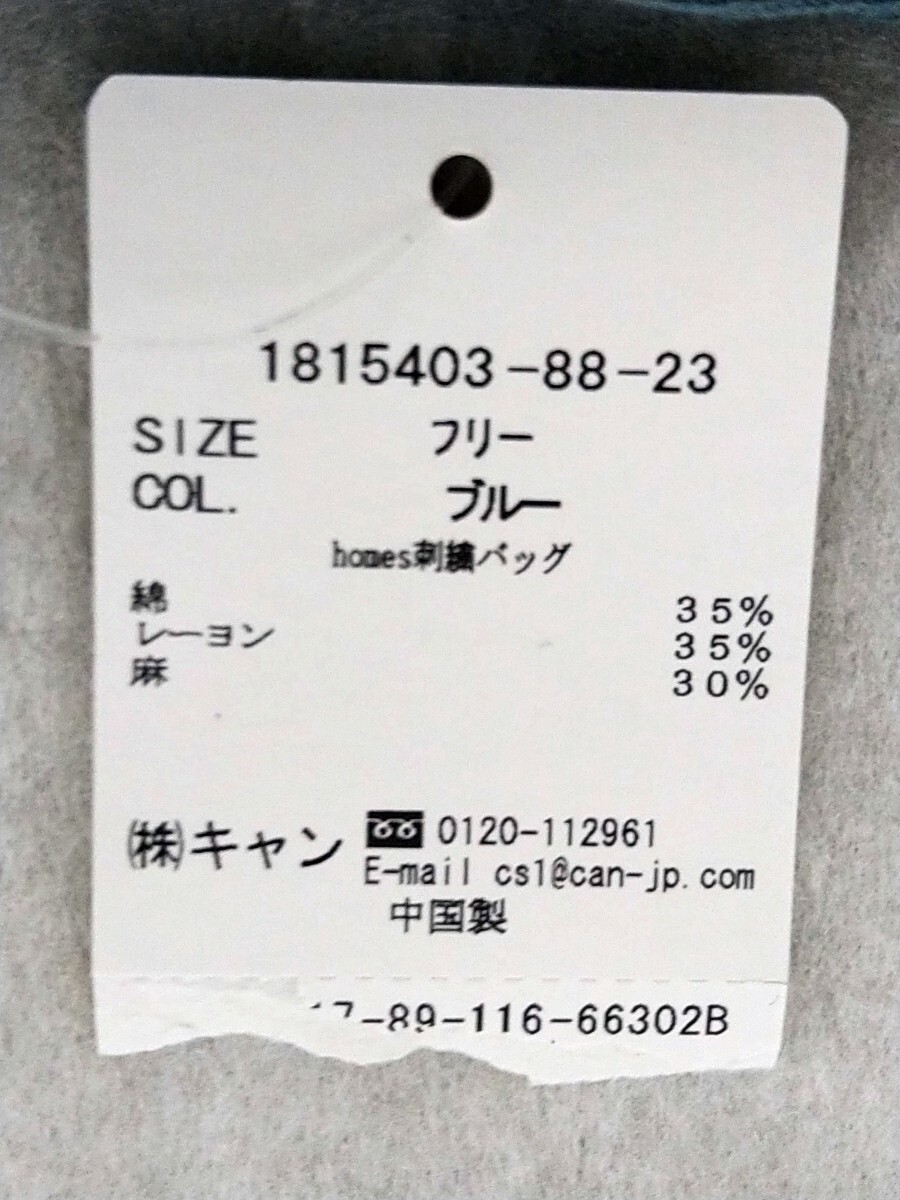 1815403-88-23
SIZE フリー
COL. ブルー
homes刺繍バッグ
綿 35%
レーヨン 35%
麻 30%
㈱キャン 0120-112961
E-mail cs1@can-jp.com
中国製
7-89-116-66302B